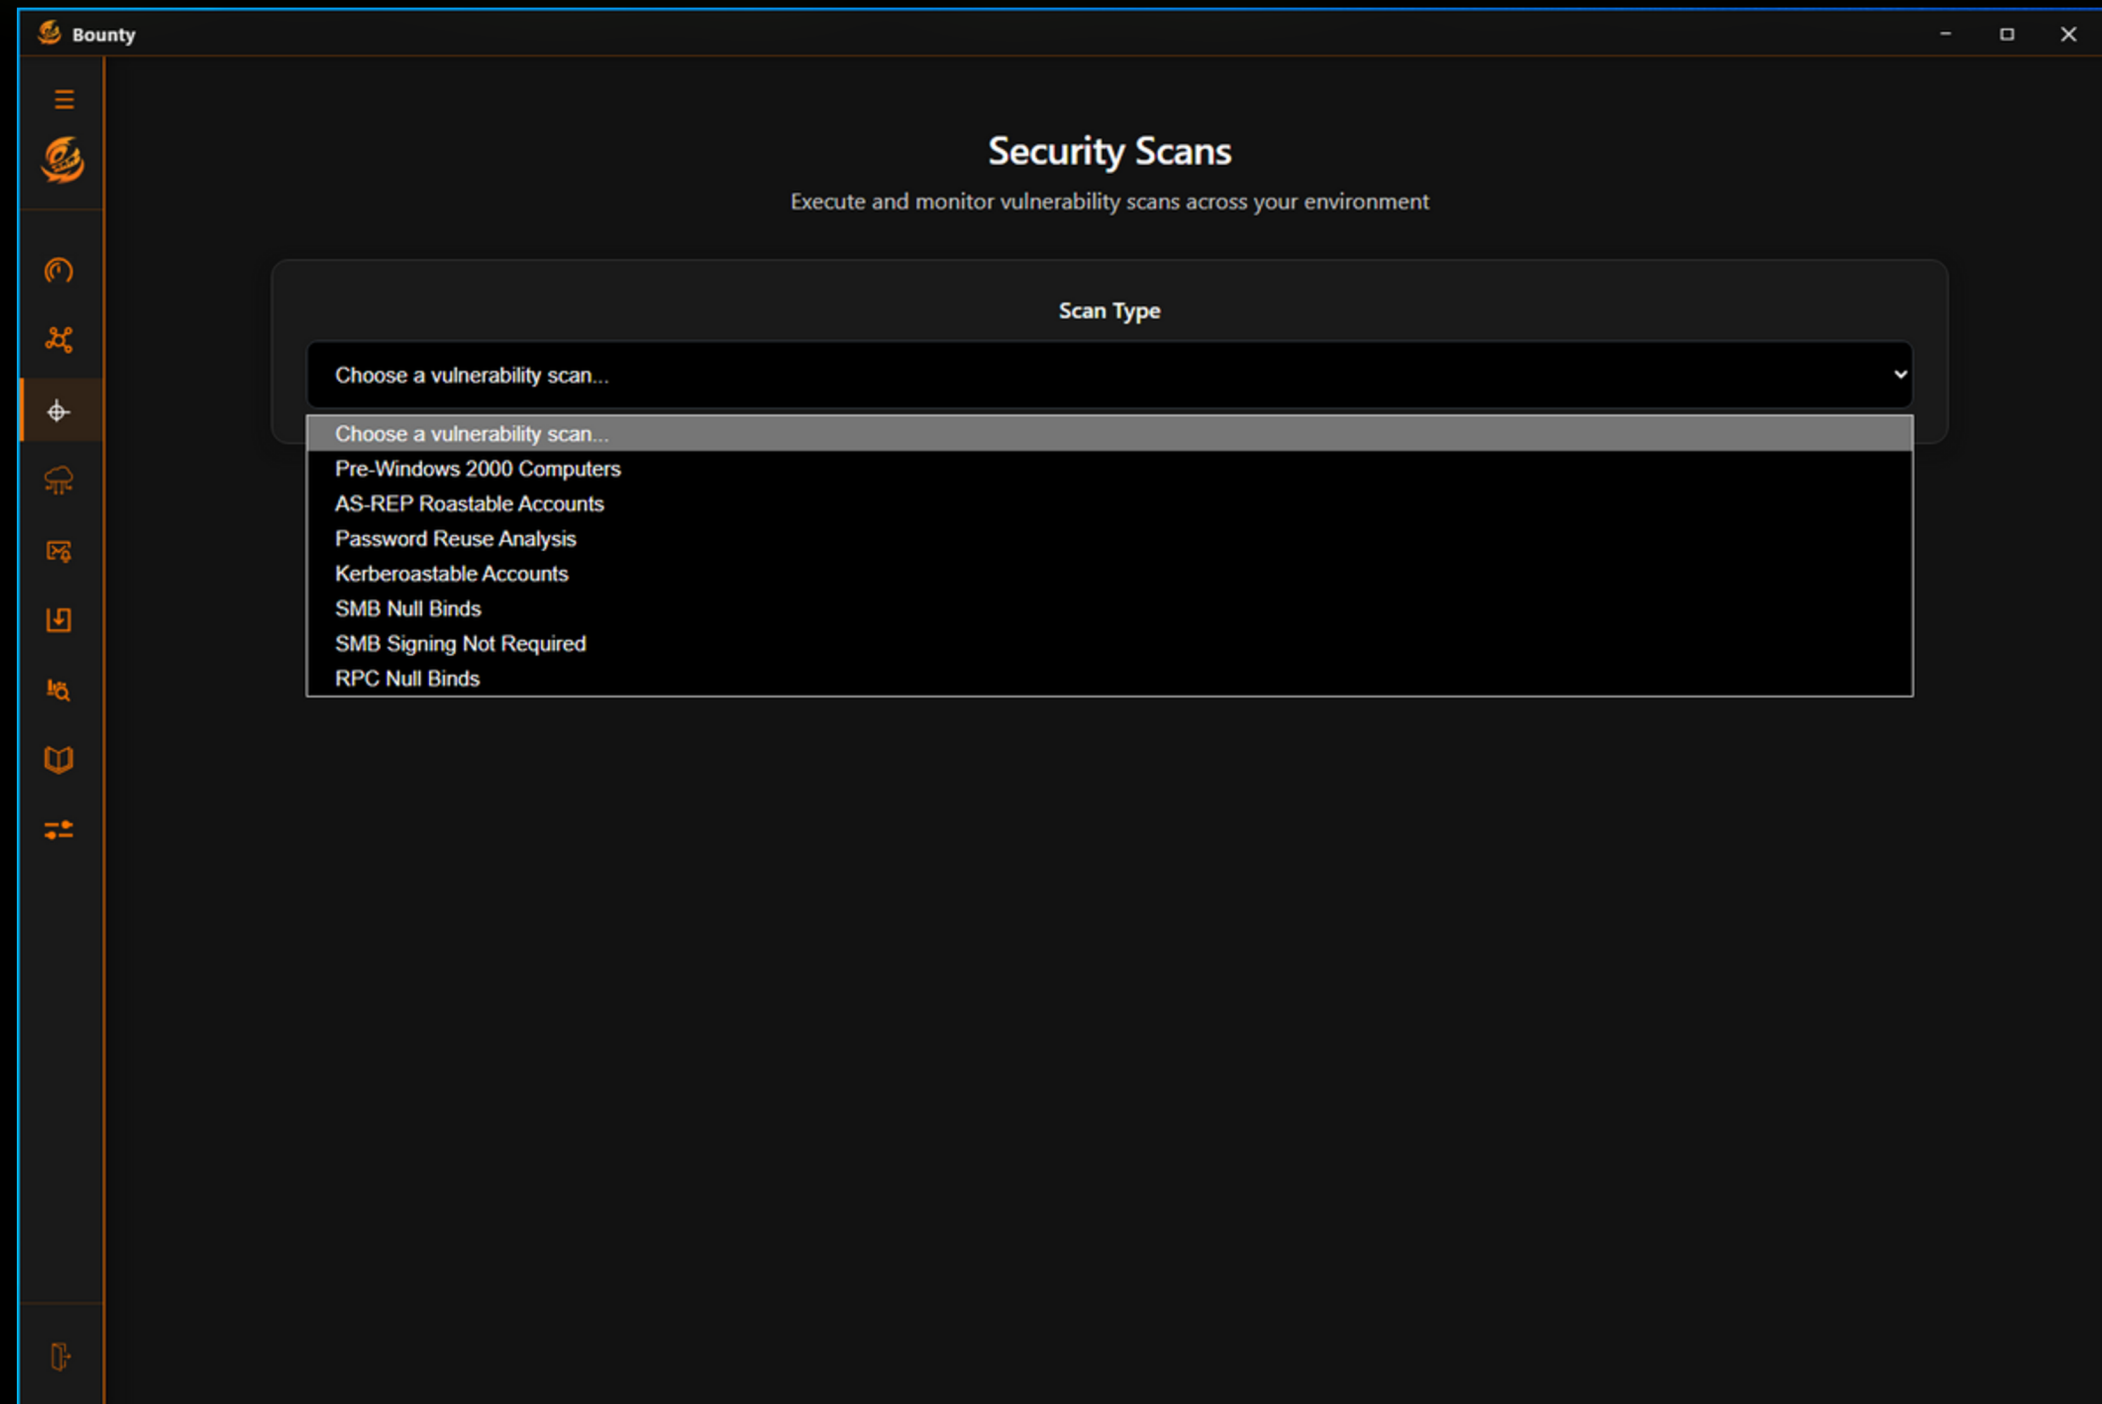 Bounty
Security Scans
Execute and monitor vulnerability scans across your environment
Scan Type
Choose a vulnerability scan...
Choose a vulnerability scan...
Pre-Windows 2000 Computers
AS-REP Roastable Accounts
Password Reuse Analysis
Kerberoastable Accounts
SMB Null Binds
SMB Signing Not Required
RPC Null Binds